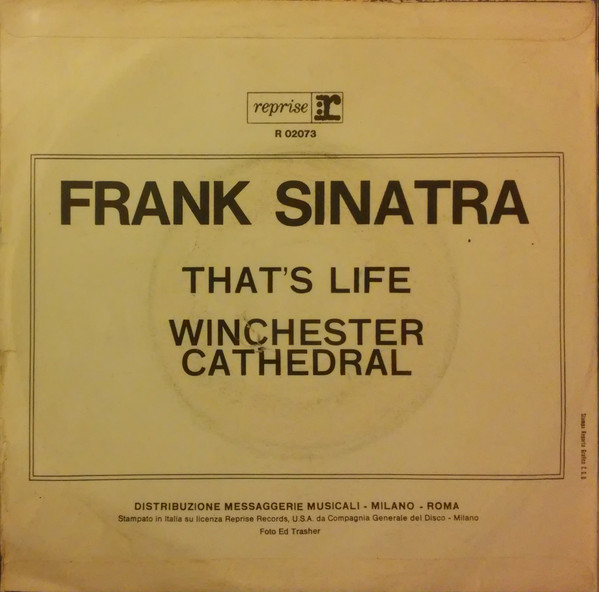 reprise r
R 02073
FRANK SINATRA
THAT'S LIFE
WINCHESTER
CATHEDRAL
DISTRIBUZIONE MESSAGGERIE MUSICALI - MILANO - ROMA
Stampato in Italia su licenza Reprise Records, U.S.A. da Compagnia Generale del Disco - Milano
Foto Ed Trasher